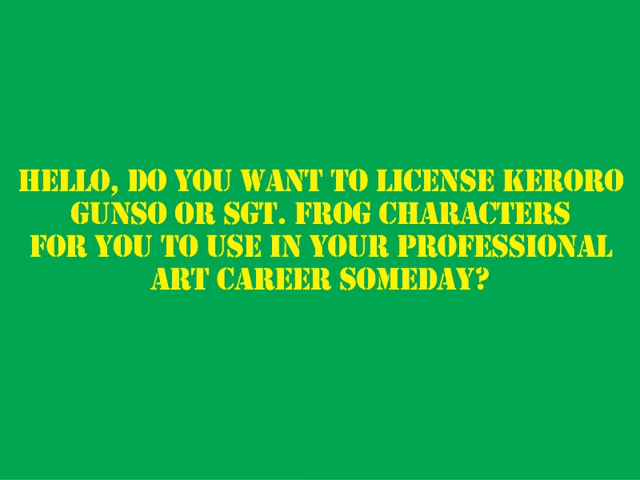 HELLO, DO YOU WANT TO LICENSE KERORO
GUNSO OR SGT. FROG CHARACTERS
FOR YOU TO USE IN YOUR PROFESSIONAL
ART CAREER SOMEDAY?